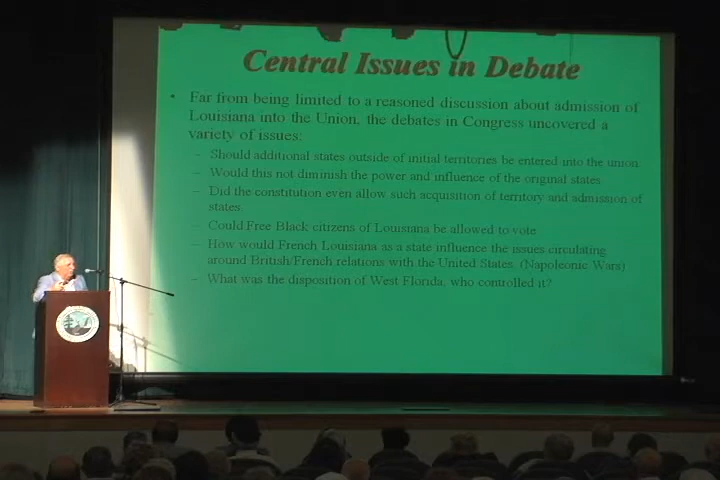 Central Issues in Debate
• Far from being limited to a reasoned discussion about admission of
Louisiana into the Union, the debates in Congress uncovered a
variety of issues:
– Should additional states outside of initial territories be entered into the union.
– Would this not diminish the power and influence of the original states
– Did the constitution even allow such acquisition of territory and admission of
states.
– Could Free Black citizens of Louisiana be allowed to vote
– How would French Louisiana as a state influence the issues circulating
around British/French relations with the United States. (Napoleonic Wars)
– What was the disposition of West Florida, who controlled it?